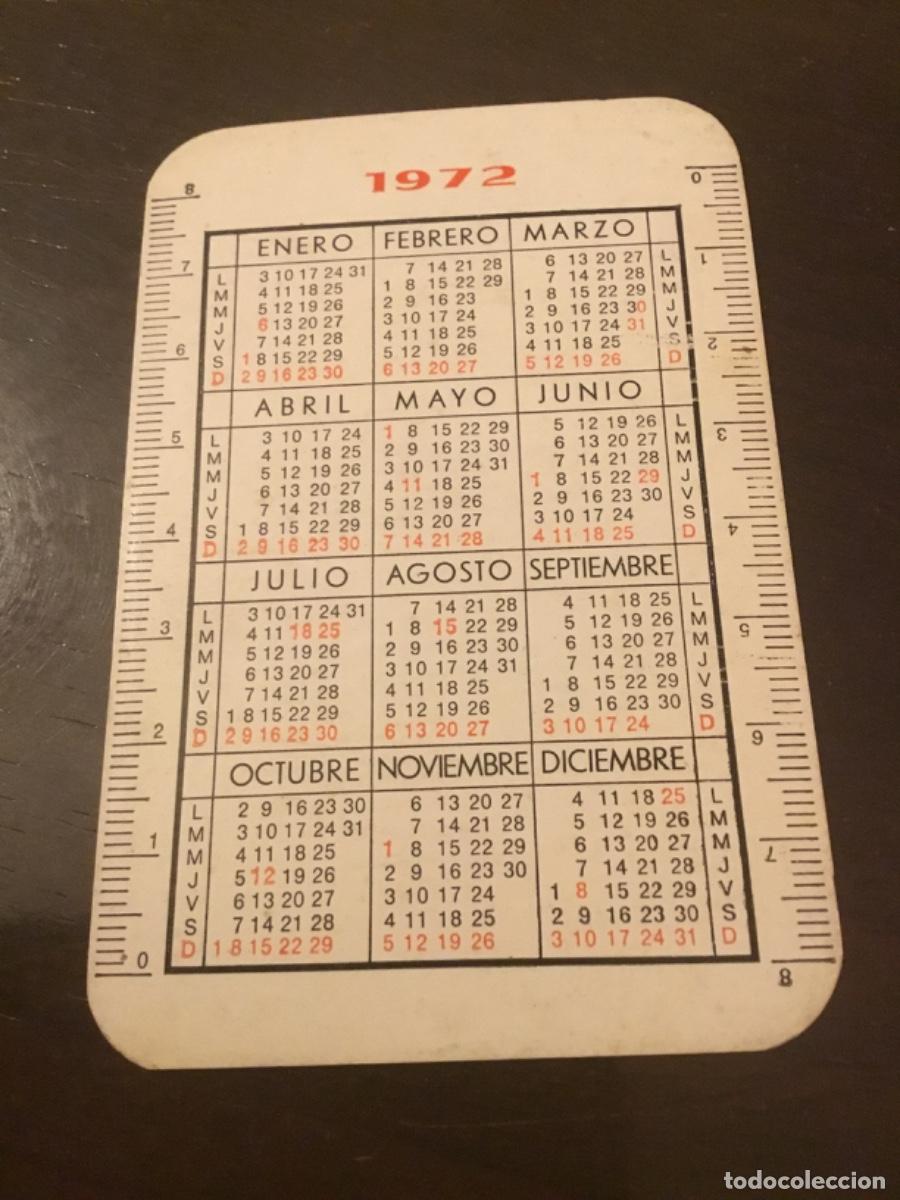 1972
8 0
7 1
6 2
5 3
4 4
3 5
2 6
1 7
0 8
ENERO FEBRERO MARZO
L 3 10 17 24 31 7 14 21 28 6 13 20 27 L
M 4 11 18 25 1 8 15 22 29 7 14 21 28 M
M 5 12 19 26 2 9 16 23 1 8 15 22 29 M
J 6 13 20 27 3 10 17 24 2 9 16 23 30 J
V 7 14 21 28 4 11 18 25 3 10 17 24 31 V
S 1 8 15 22 29 5 12 19 26 4 11 18 25 S
D 2 9 16 23 30 6 13 20 27 5 12 19 26 D
ABRIL MAYO JUNIO
L 3 10 17 24 1 8 15 22 29 5 12 19 26 L
M 4 11 18 25 2 9 16 23 30 6 13 20 27 M
M 5 12 19 26 3 10 17 24 31 7 14 21 28 M
J 6 13 20 27 4 11 18 25 1 8 15 22 29 J
V 7 14 21 28 5 12 19 26 2 9 16 23 30 V
S 1 8 15 22 29 6 13 20 27 3 10 17 24 S
D 2 9 16 23 30 7 14 21 28 4 11 18 25 D
JULIO AGOSTO SEPTIEMBRE
L 3 10 17 24 31 7 14 21 28 4 11 18 25 L
M 4 11 18 25 1 8 15 22 29 5 12 19 26 M
M 5 12 19 26 2 9 16 23 30 6 13 20 27 M
J 6 13 20 27 3 10 17 24 31 7 14 21 28 J
V 7 14 21 28 4 11 18 25 1 8 15 22 29 V
S 1 8 15 22 29 5 12 19 26 2 9 16 23 30 S
D 2 9 16 23 30 6 13 20 27 3 10 17 24 D
OCTUBRE NOVIEMBRE DICIEMBRE
L 2 9 16 23 30 6 13 20 27 4 11 18 25 L
M 3 10 17 24 31 7 14 21 28 5 12 19 26 M
M 4 11 18 25 1 8 15 22 29 6 13 20 27 M
J 5 12 19 26 2 9 16 23 30 7 14 21 28 J
V 6 13 20 27 3 10 17 24 1 8 15 22 29 V
S 7 14 21 28 4 11 18 25 2 9 16 23 30 S
D 1 8 15 22 29 5 12 19 26 3 10 17 24 31 D
todocoleccion